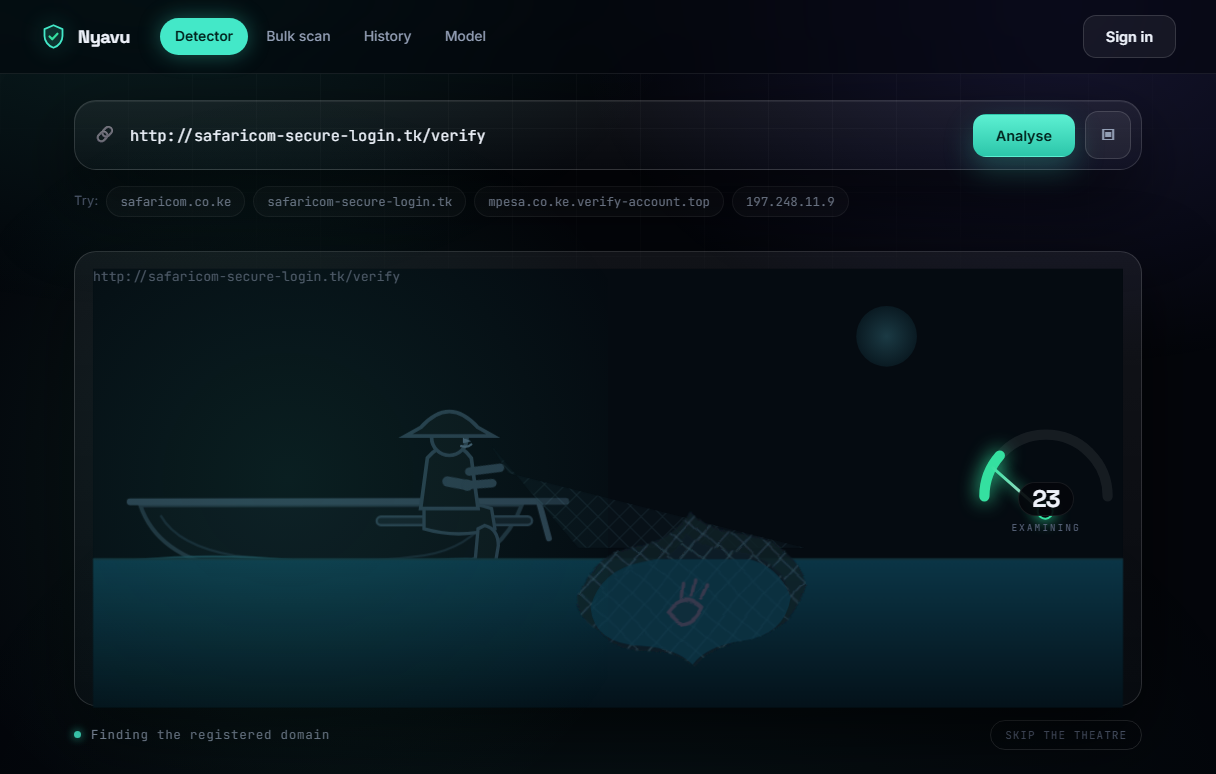 Nyavu
Detector
Bulk scan
History
Model
Sign in
http://safaricom-secure-login.tk/verify
Analyse
Try:
safaricom.co.ke
safaricom-secure-login.tk
mpesa.co.ke.verify-account.top
197.248.11.9
http://safaricom-secure-login.tk/verify
23
EXAMINING
Finding the registered domain
SKIP THE THEATRE